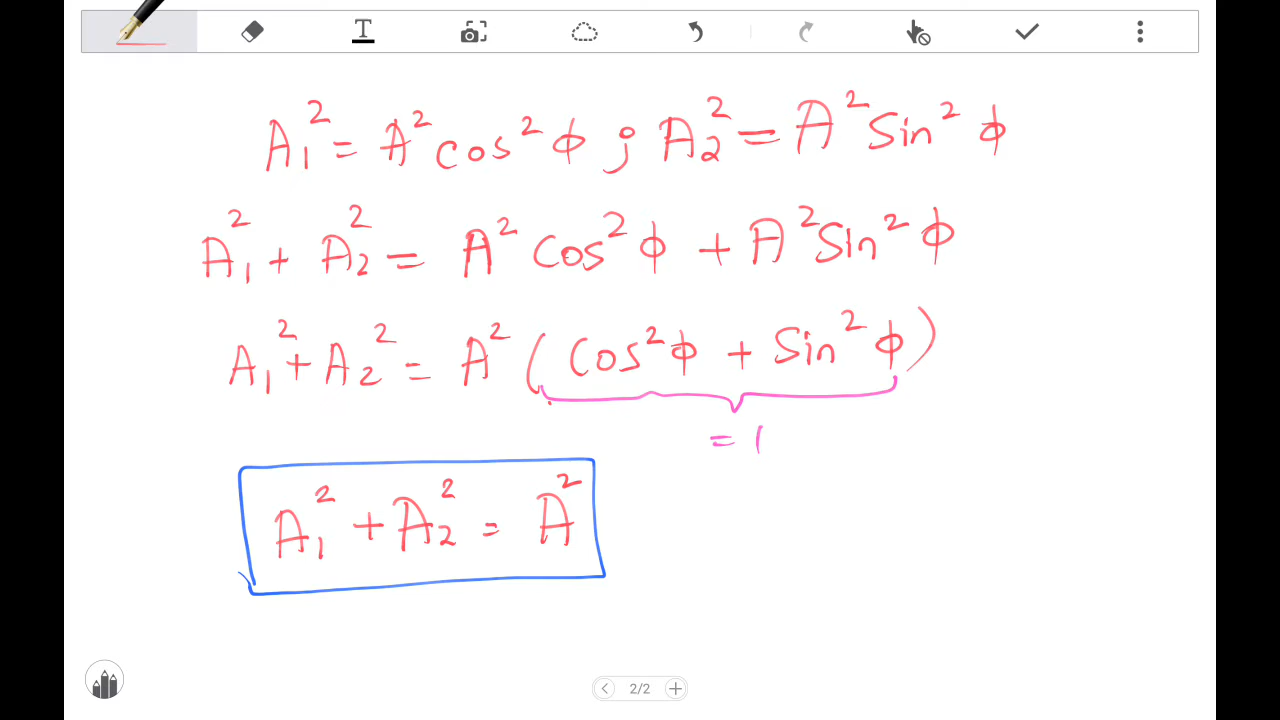 T
A₁² = A² cos² ϕ ; A₂² = A² Sin² ϕ
A₁² + A₂² = A² Cos² ϕ + A² Sin² ϕ
A₁² + A₂² = A² ( Cos² ϕ + Sin² ϕ )
= 1
A₁² + A₂² = A²
2/2